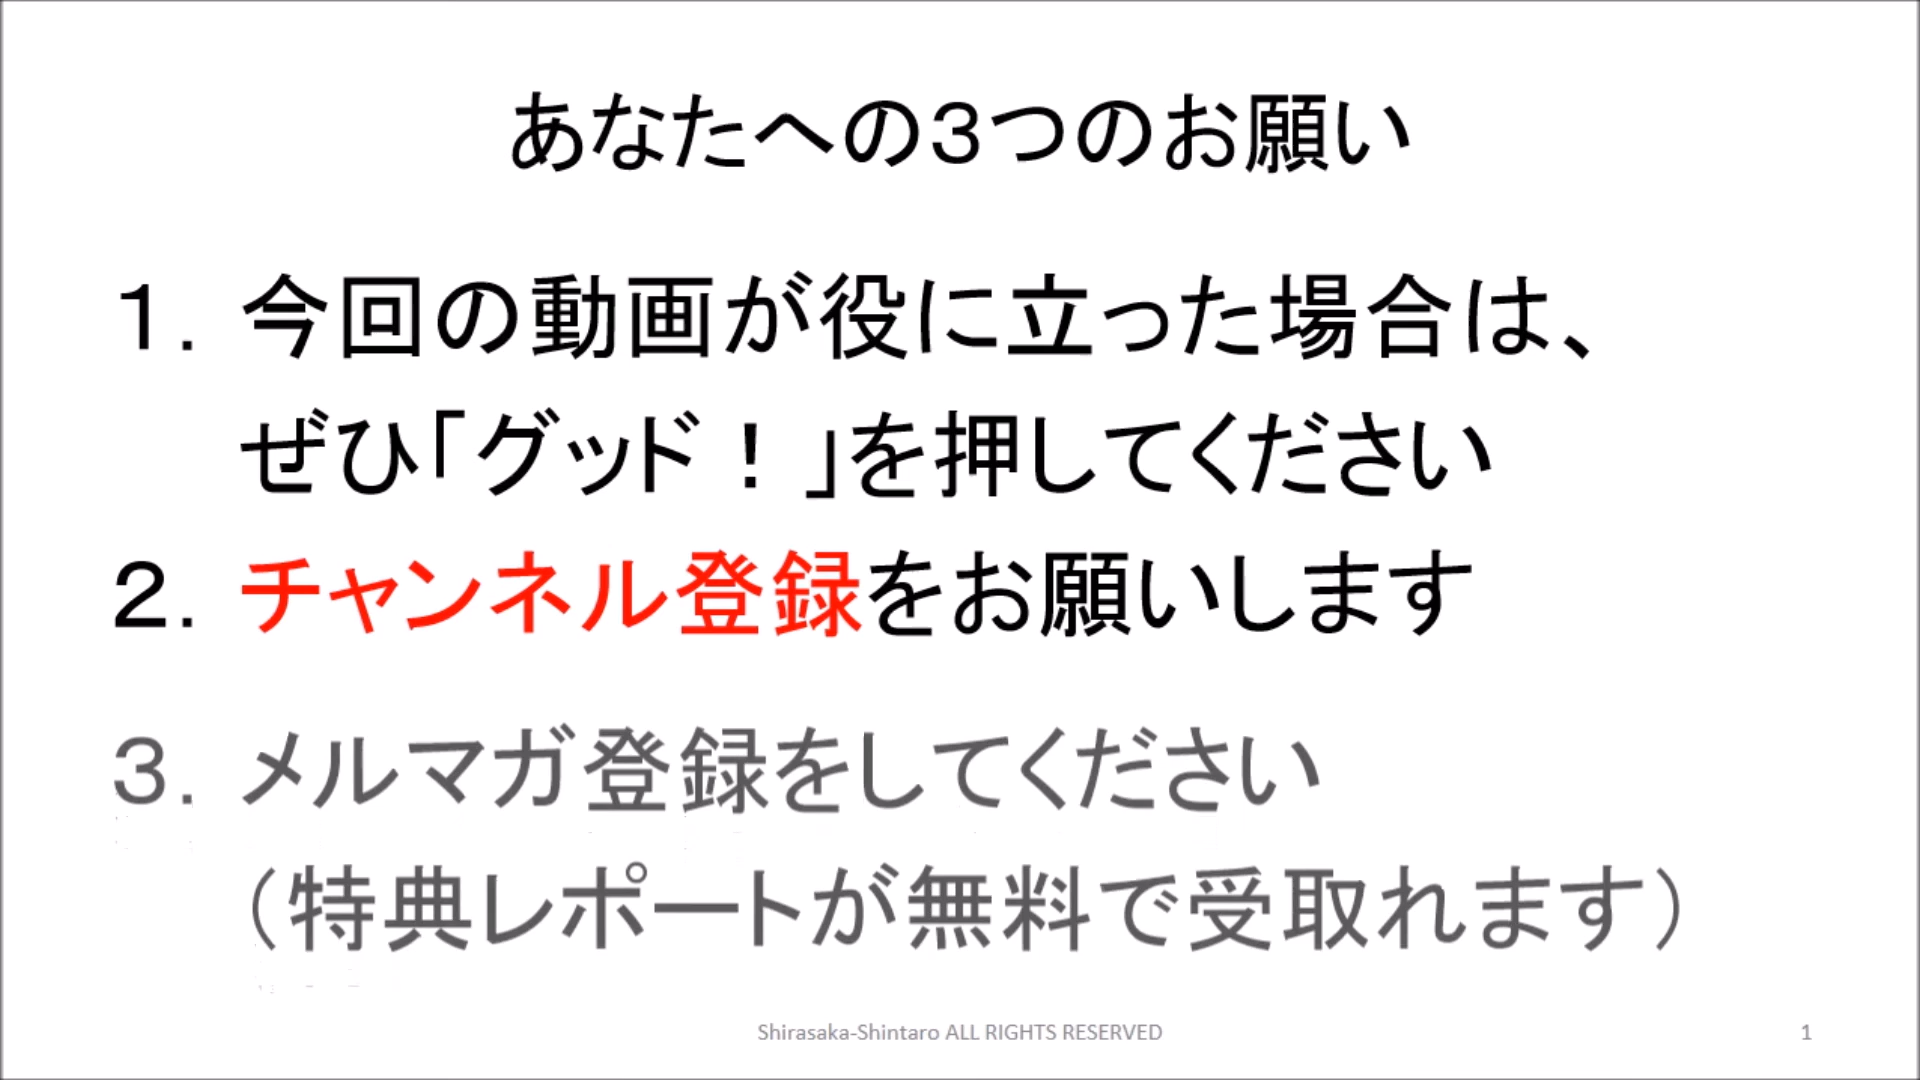 あなたへの３つのお願い
１．今回の動画が役に立った場合は、
ぜひ「グッド！」を押してください
２．チャンネル登録をお願いします
３．メルマガ登録をしてください
（特典レポートが無料で受取れます）
Shirasaka-Shintaro ALL RIGHTS RESERVED
1